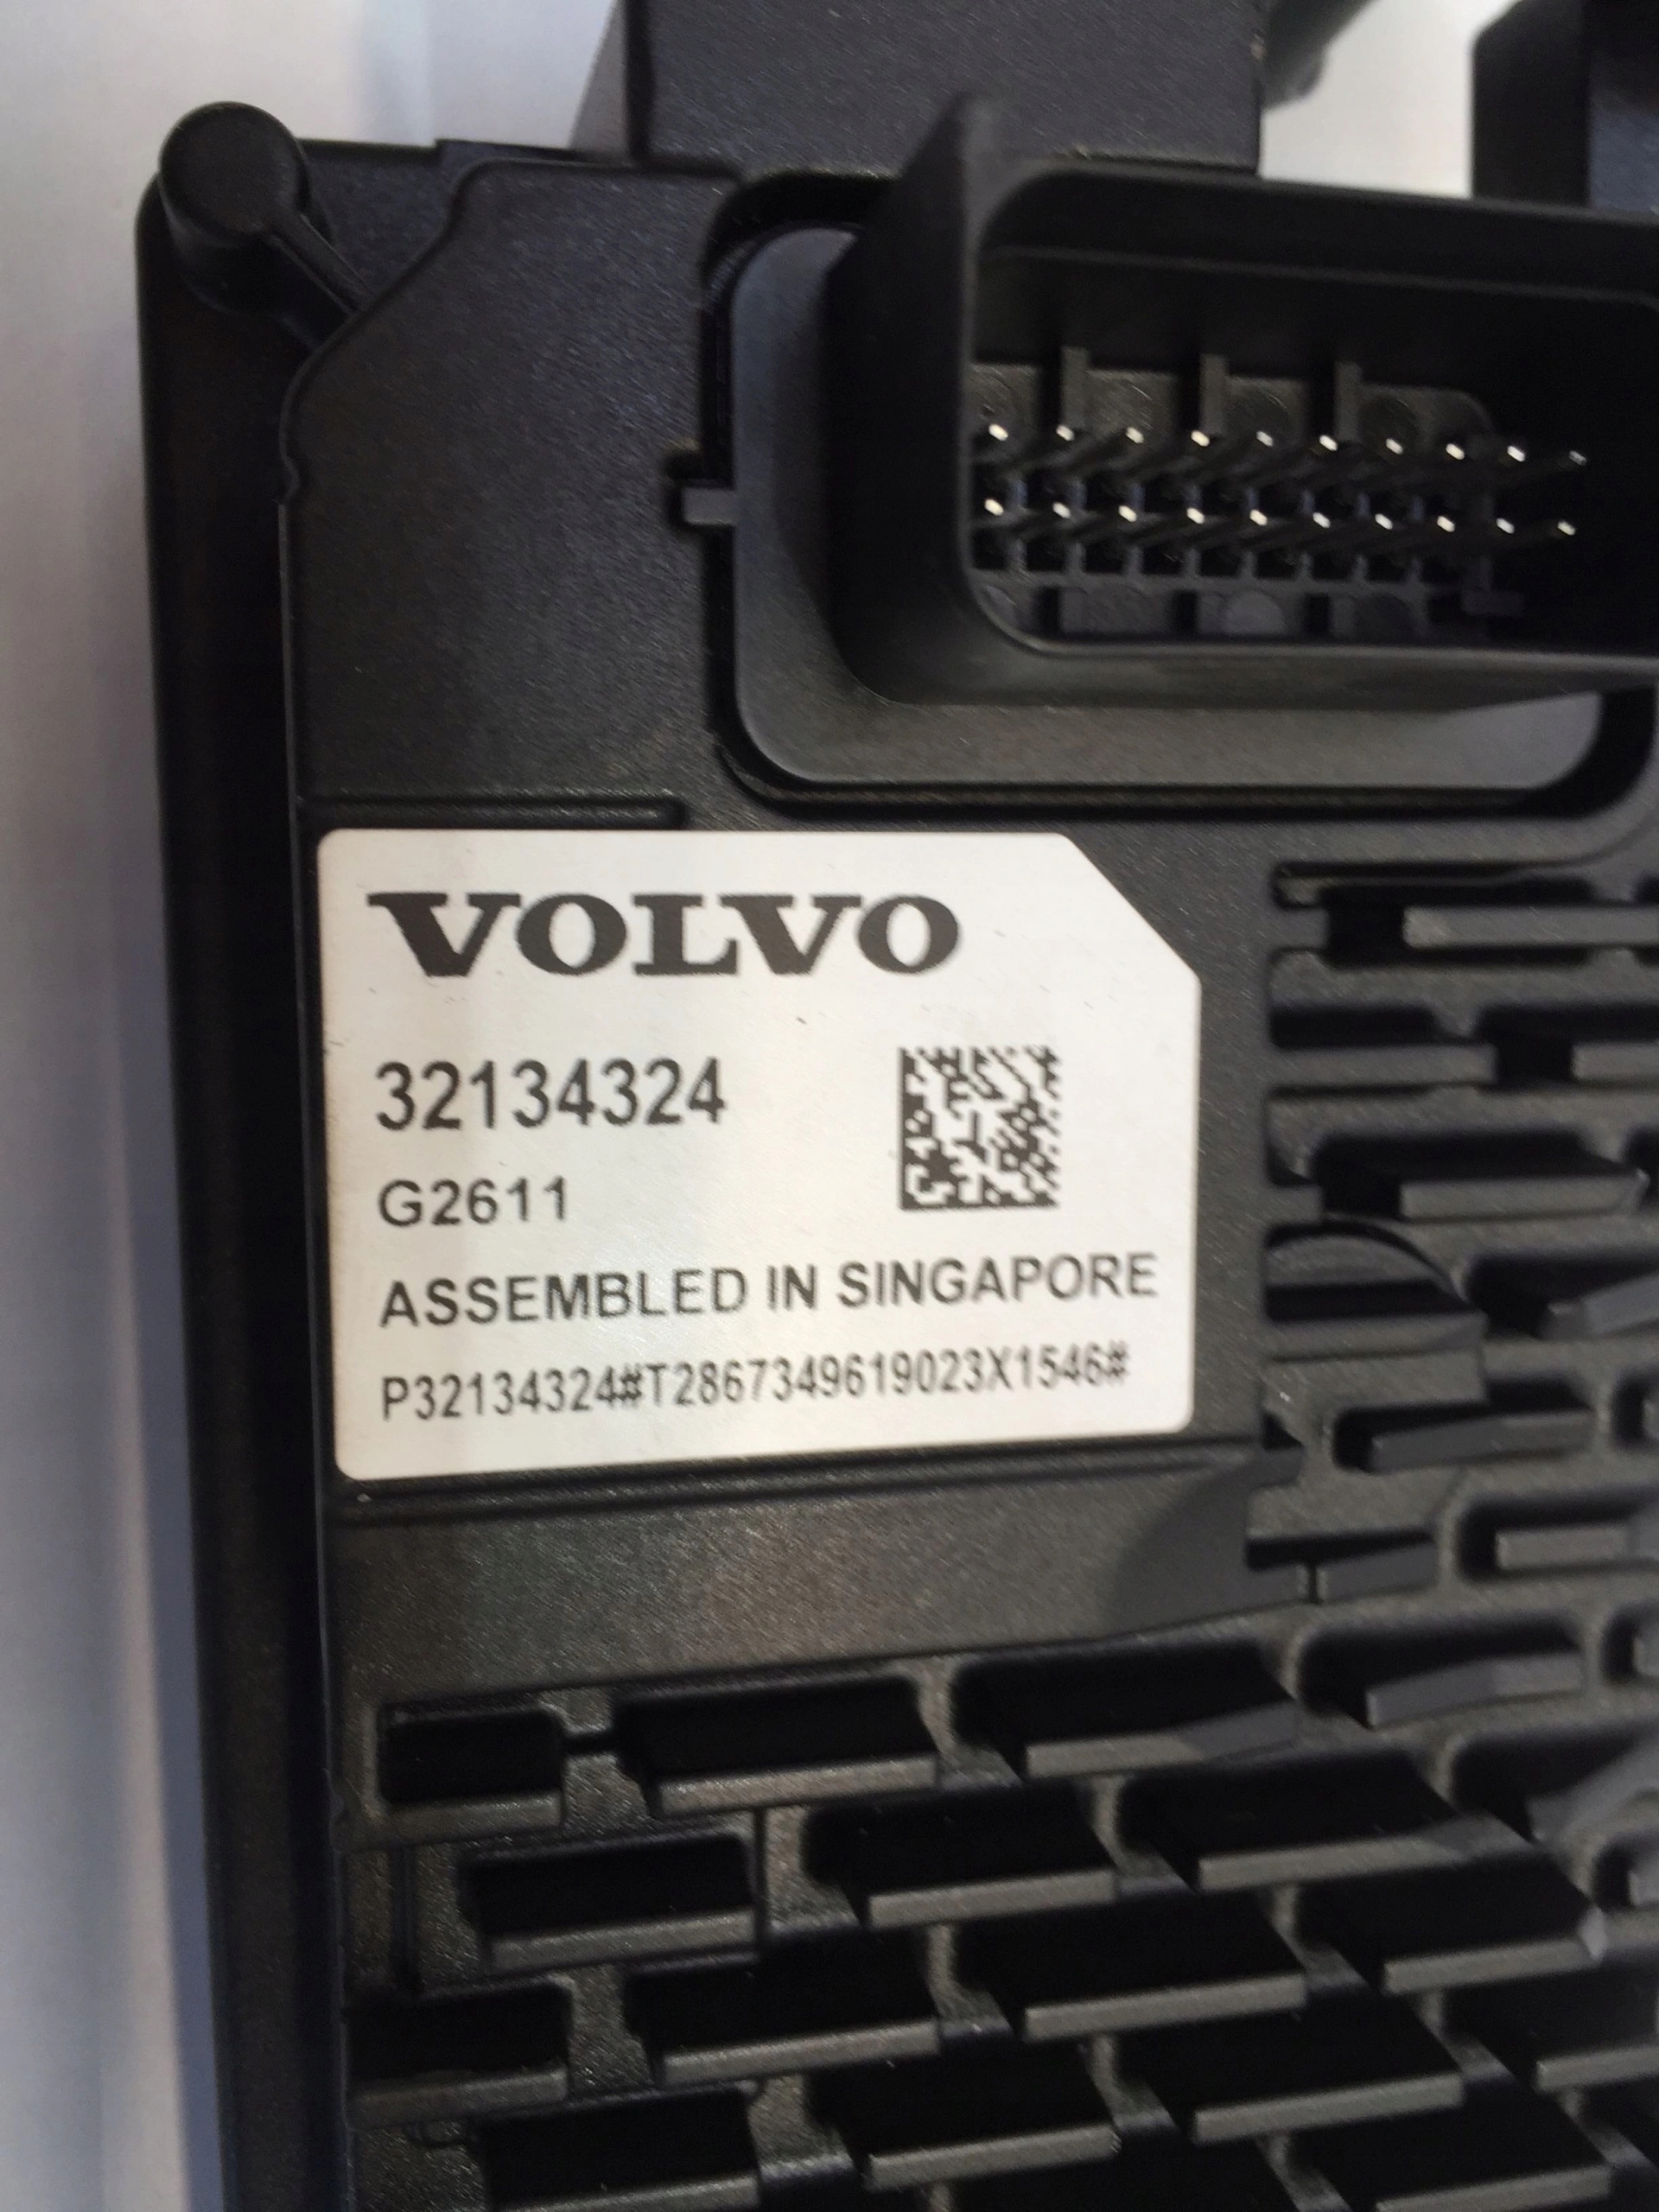 VOLVO
32134324
G2611
ASSEMBLED IN SINGAPORE
P32134324#T2867349619023X1546#